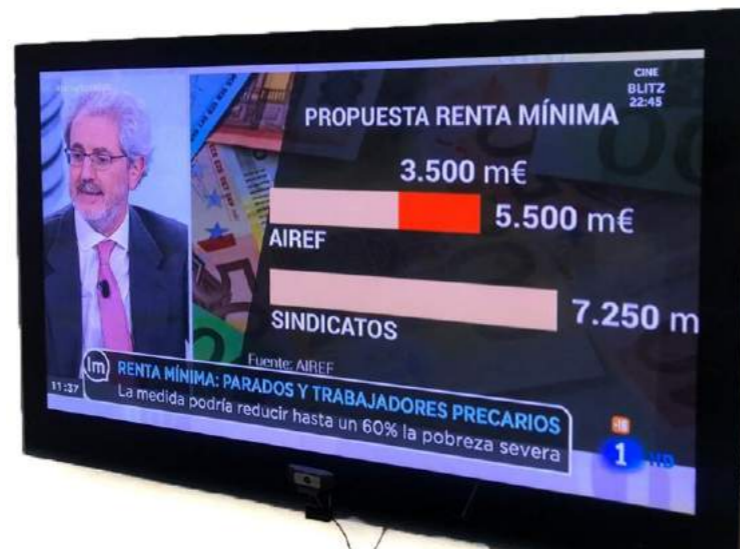 CINE
BLITZ
22:45
PROPUESTA RENTA MÍNIMA
3.500 m€
5.500 m€
AIREF
7.250 m
SINDICATOS
Fuente: AIREF
lm
RENTA MÍNIMA: PARADOS Y TRABAJADORES PRECARIOS
11:37
La medida podría reducir hasta un 60% la pobreza severa
1 HD